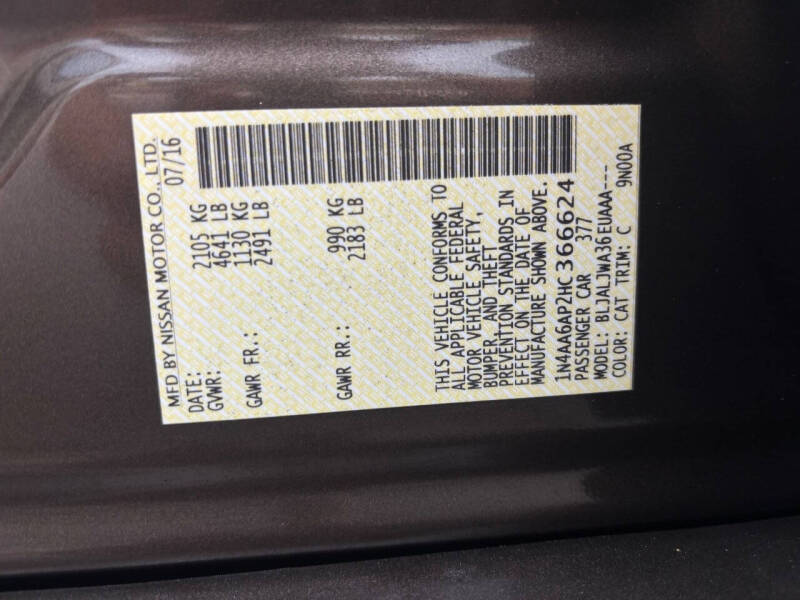 MFD BY NISSAN MOTOR CO., LTD.
DATE: 07/16
GVWR: 2105 KG
4641 LB
GAWR FR.: 1130 KG
2491 LB
GAWR RR.: 990 KG
2183 LB
THIS VEHICLE CONFORMS TO
ALL APPLICABLE FEDERAL
MOTOR VEHICLE SAFETY,
BUMPER, AND THEFT
PREVENTION STANDARDS IN
EFFECT ON THE DATE OF
MANUFACTURE SHOWN ABOVE.
1N4AA6AP2HC366624
PASSENGER CAR 377
MODEL: BLJALJWA36EUAAA---
COLOR: CAT TRIM: C 9N00A